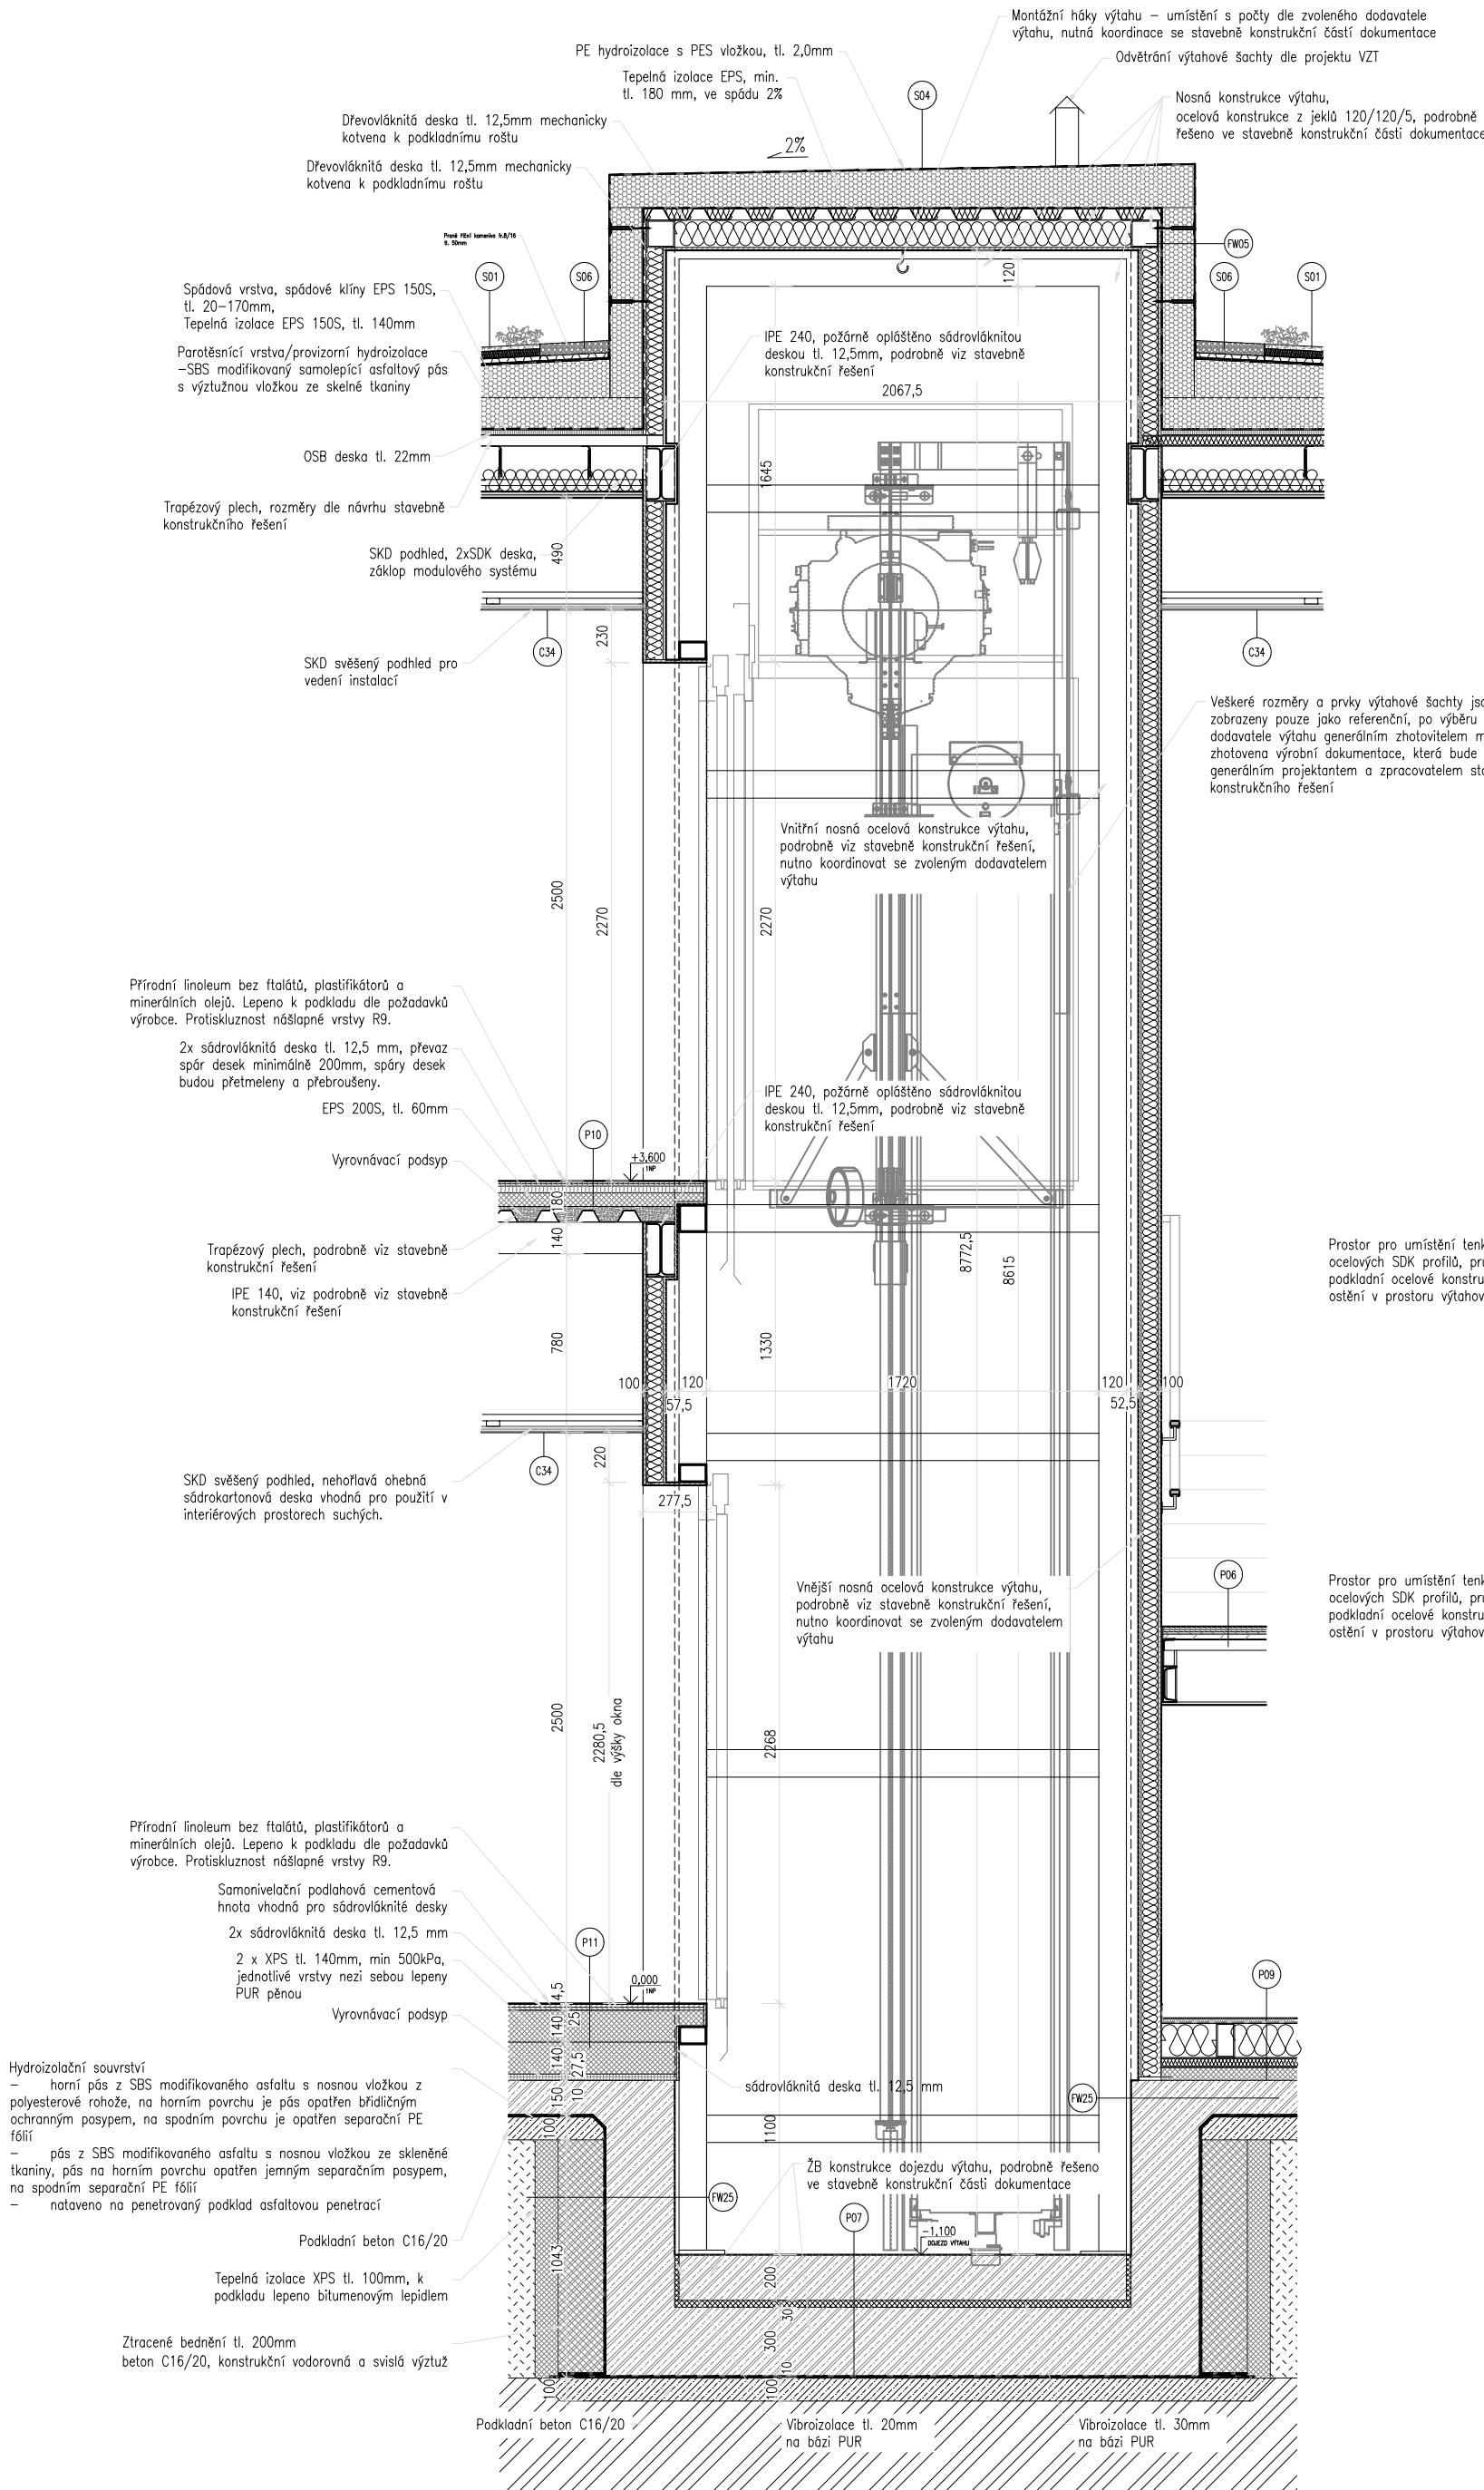 Montážní háky výtahu – umístění s počty dle zvoleného dodavatele
výtahu, nutná koordinace se stavebně konstrukční částí dokumentace
PE hydroizolace s PES vložkou, tl. 2,0mm
Odvětrání výtahové šachty dle projektu VZT
Tepelná izolace EPS, min.
tl. 180 mm, ve spádu 2%
S04
Nosná konstrukce výtahu,
ocelová konstrukce z jeklů 120/120/5, podrobně
řešeno ve stavebně konstrukční části dokumentace
Dřevovláknitá deska tl. 12,5mm mechanicky
kotvena k podkladnímu roštu
2%
Dřevovláknitá deska tl. 12,5mm mechanicky
kotvena k podkladnímu roštu
Prané říční kamenivo fr.8/16
tl. 50mm
FW05
S01
S06
120
S06
S01
Spádová vrstva, spádové klíny EPS 150S,
tl. 20-170mm,
Tepelná izolace EPS 150S, tl. 140mm
IPE 240, požárně opláštěno sádrovláknitou
deskou tl. 12,5mm, podrobně viz stavebně
konstrukční řešení
Parotěsnící vrstva/provizorní hydroizolace
-SBS modifikovaný samolepící asfaltový pás
s výztužnou vložkou ze skelné tkaniny
2067,5
OSB deska tl. 22mm
1645
Trapézový plech, rozměry dle návrhu stavebně
konstrukčního řešení
SKD podhled, 2xSDK deska,
záklop modulového systému
490
230
C34
C34
SKD svěšený podhled pro
vedení instalací
Veškeré rozměry a prvky výtahové šachty
zobrazeny pouze jako referenční, po výběru
dodavatele výtahu generálním zhotovitelem
zhotovena výrobní dokumentace, která bude
generálním projektantem a zpracovatelem
konstrukčního řešení
Vnitřní nosná ocelová konstrukce výtahu,
podrobně viz stavebně konstrukční řešení,
nutno koordinovat se zvoleným dodavatelem
výtahu
2500
2270
2270
Přírodní linoleum bez ftalátů, plastifikátorů a
minerálních olejů. Lepeno k podkladu dle požadavků
výrobce. Protiskluznost nášlapné vrstvy R9.
2x sádrovláknitá deska tl. 12,5 mm, převaz
spár desek minimálně 200mm, spáry desek
budou přetmeleny a přebroušeny.
IPE 240, požárně opláštěno sádrovláknitou
deskou tl. 12,5mm, podrobně viz stavebně
konstrukční řešení
EPS 200S, tl. 60mm
P10
Vyrovnávací podsyp
+3,600
1NP
180
140
Trapézový plech, podrobně viz stavebně
konstrukční řešení
8772,5
8615
Prostor pro umístění
ocelových SDK profilů,
podkladní ocelové
ostění v prostoru
IPE 140, viz podrobně viz stavebně
konstrukční řešení
780
1330
100
120
1720
120
100
57,5
52,5
220
C34
SKD svěšený podhled, nehořlavá ohebná
sádrokartonová deska vhodná pro použití v
interiérových prostorech suchých.
277,5
P06
Vnější nosná ocelová konstrukce výtahu,
podrobně viz stavebně konstrukční řešení,
nutno koordinovat se zvoleným dodavatelem
výtahu
Prostor pro umístění
ocelových SDK profilů,
podkladní ocelové
ostění v prostoru
2500
2280,5
dle výšky okna
2268
Přírodní linoleum bez ftalátů, plastifikátorů a
minerálních olejů. Lepeno k podkladu dle požadavků
výrobce. Protiskluznost nášlapné vrstvy R9.
Samonivelační podlahová cementová
hnota vhodná pro sádrovláknité desky
2x sádrovláknitá deska tl. 12,5 mm
P11
2 x XPS tl. 140mm, min 500kPa,
jednotlivé vrstvy nezi sebou lepeny
PUR pěnou
P09
0,000
1NP
4,5
25
140
Vyrovnávací podsyp
140
27,5
Hydroizolační souvrství
– horní pás z SBS modifikovaného asfaltu s nosnou vložkou z
polyesterové rohože, na horním povrchu je pás opatřen břidličným
ochranným posypem, na spodním povrchu je opatřen separační PE
fólií
– pás z SBS modifikovaného asfaltu s nosnou vložkou ze skleněné
tkaniny, pás na horním povrchu opatřen jemným separačním posypem,
na spodním separační PE fólií
– nataveno na penetrovaný podklad asfaltovou penetrací
150
10
100
sádrovláknitá deska tl. 12,5 mm
FW25
1100
ŽB konstrukce dojezdu výtahu, podrobně řešeno
ve stavebně konstrukční části dokumentace
FW25
P07
-1,100
DOJEZD VÝTAHU
Podkladní beton C16/20
1043
Tepelná izolace XPS tl. 100mm, k
podkladu lepeno bitumenovým lepidlem
200
30
300
10
Ztracené bednění tl. 200mm
beton C16/20, konstrukční vodorovná a svislá výztuž
100
100
Podkladní beton C16/20
Vibroizolace tl. 20mm
na bázi PUR
Vibroizolace tl. 30mm
na bázi PUR